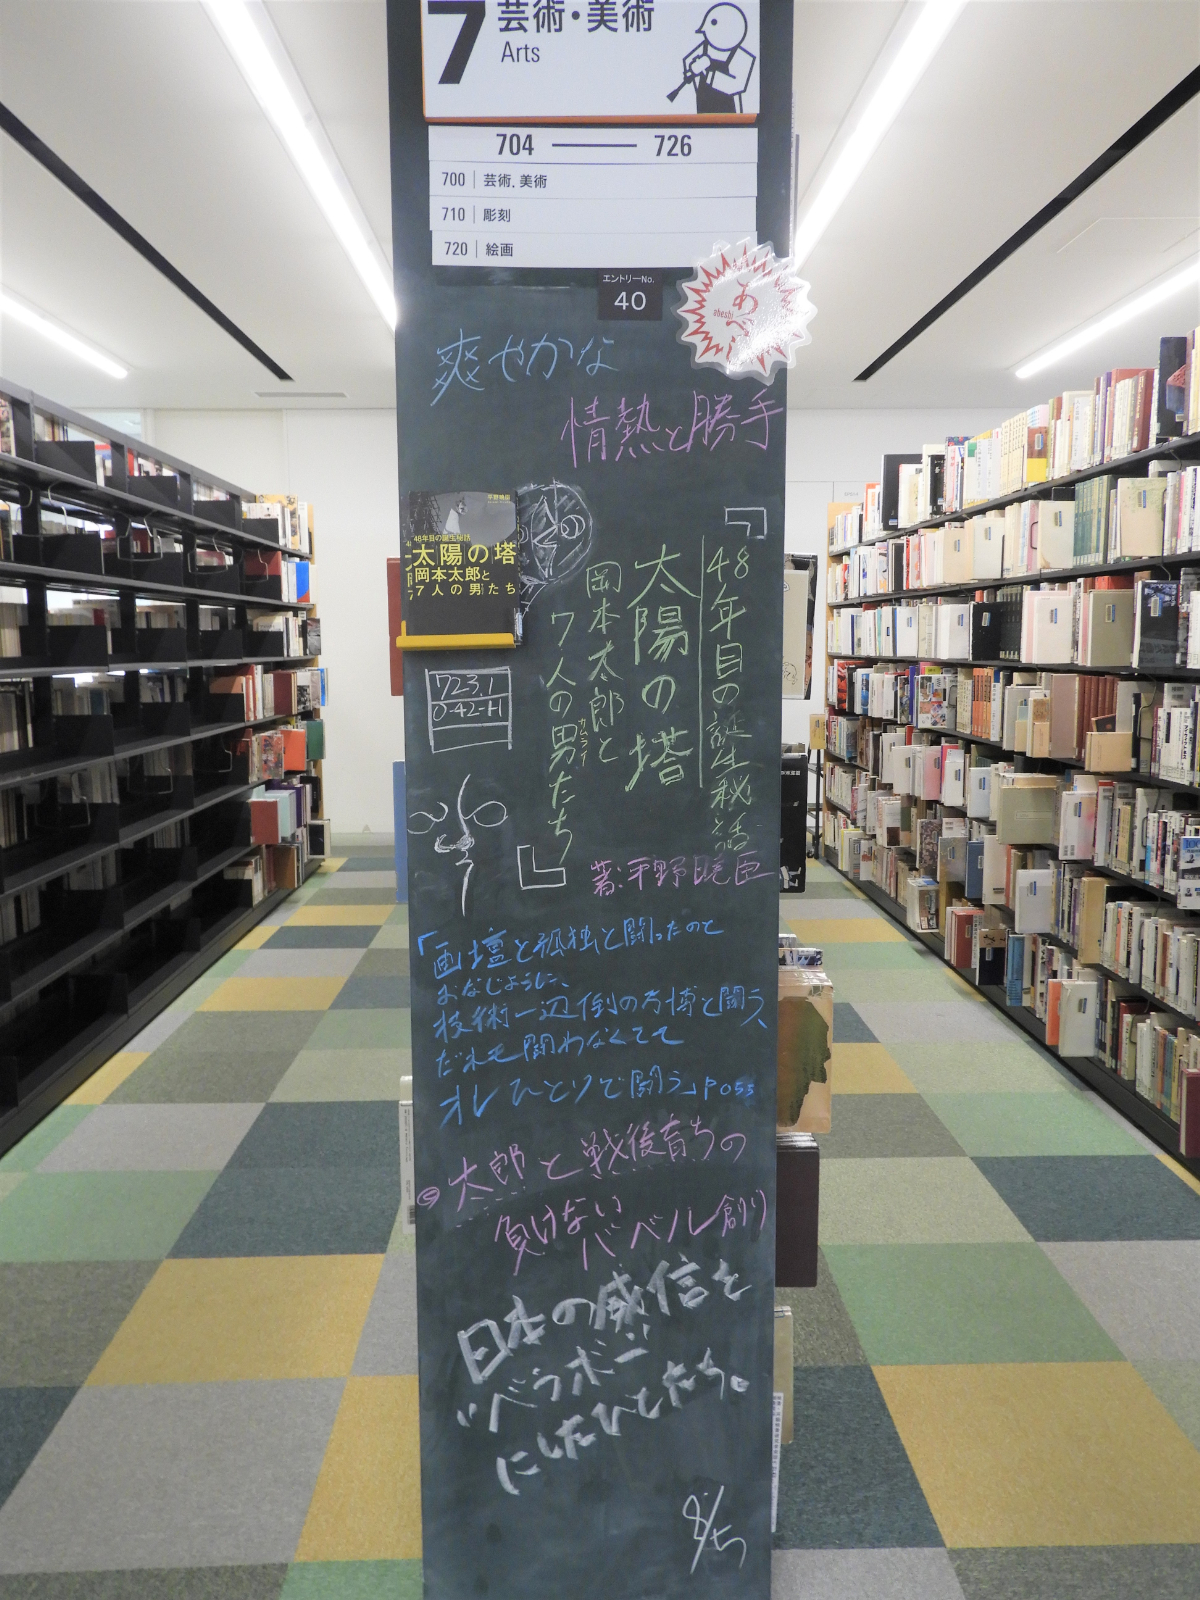 7 芸術・美術
Arts
704 — 726
700 芸術．美術
710 彫刻
720 絵画
エントリーNo.
40
あべし
abeshi
爽やかな
情熱と勝手
48年目の誕生秘話
太陽の塔
岡本太郎と
7人の男たち
『48年目の誕生秘話
太陽の塔
岡本太郎と
7人の男たち』
サムライ
著:平野暁臣
723.1
O-42-H
「画壇と孤独と闘ったのと
おなじように、
技術一辺倒の万博と闘う、
だれも闘わなくてて
オレひとりで闘う」P055
太郎と戦後育ちの
負けない
バベル創り
日本の威信を
"ベラボー"
にしたひとたち。